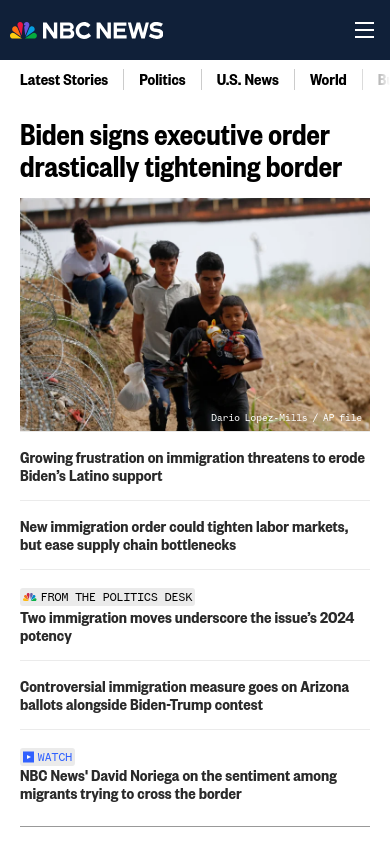 NBC NEWS
Latest Stories
Politics
U.S. News
World
Biden signs executive order
drastically tightening border
Dario Lopez-Mills / AP file
Growing frustration on immigration threatens to erode
Biden’s Latino support
New immigration order could tighten labor markets,
but ease supply chain bottlenecks
FROM THE POLITICS DESK
Two immigration moves underscore the issue’s 2024
potency
Controversial immigration measure goes on Arizona
ballots alongside Biden-Trump contest
WATCH
NBC News' David Noriega on the sentiment among
migrants trying to cross the border